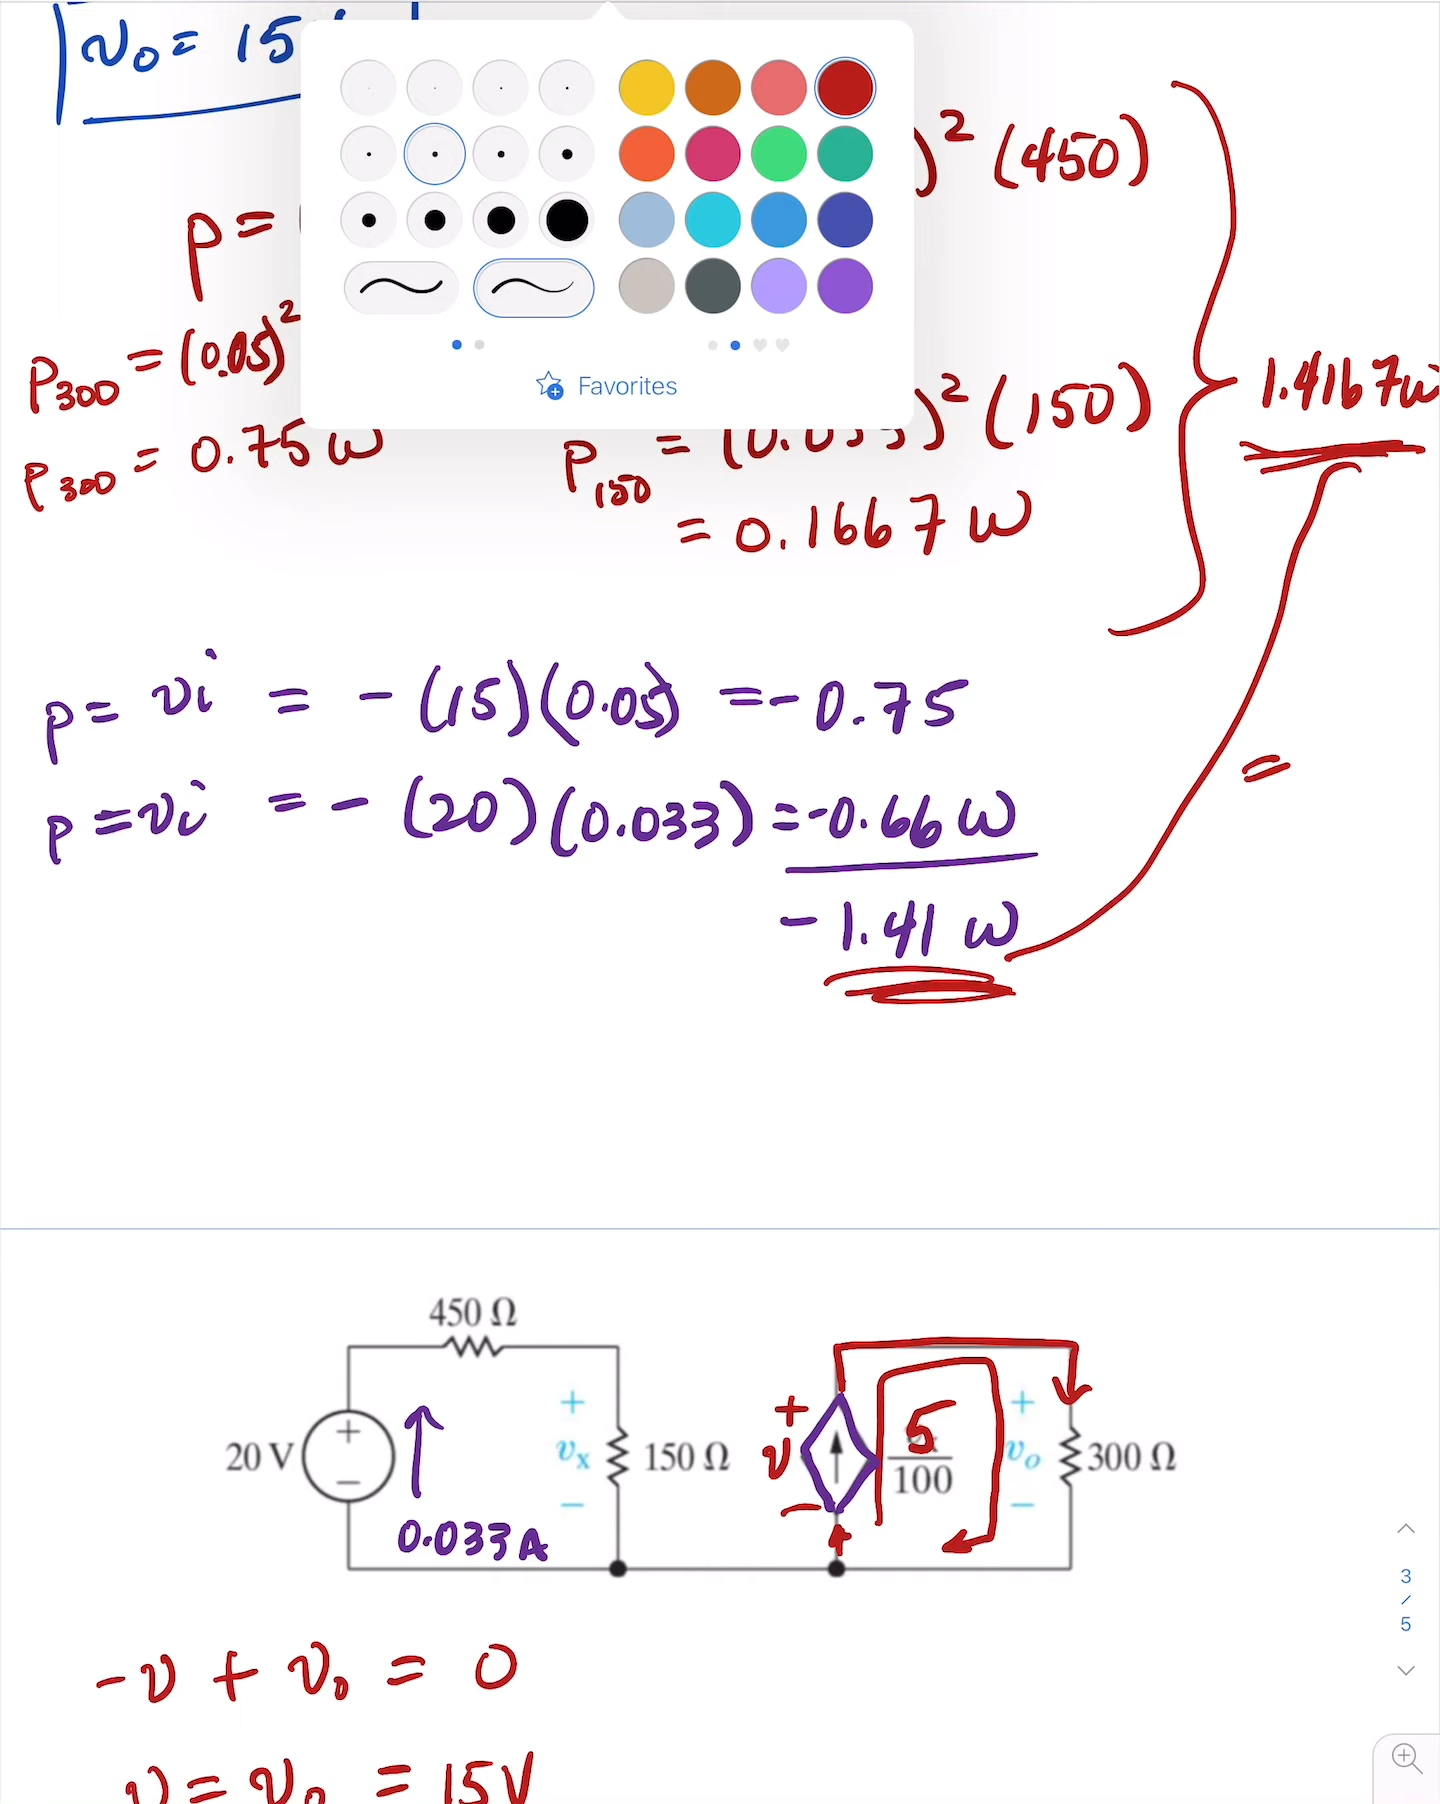 v₀ = 15
)² (450)
p =
P₃₀₀ = (0.05)²
Favorites
1.4167w
P₃₀₀ = 0.75 w
P₁₅₀ = )² (150)
= 0.1667 W
p = vi = - (15)(0.05) = -0.75
=
p = vi = - (20)(0.033) = -0.66 W
-1.41 W
450 Ω
20 V
+
−
0.033A
+
vₓ
−
150 Ω
+
v
−
5
100
+
vₒ
−
300 Ω
3
/
5
-v + v₀ = 0
v = v₀ = 15V